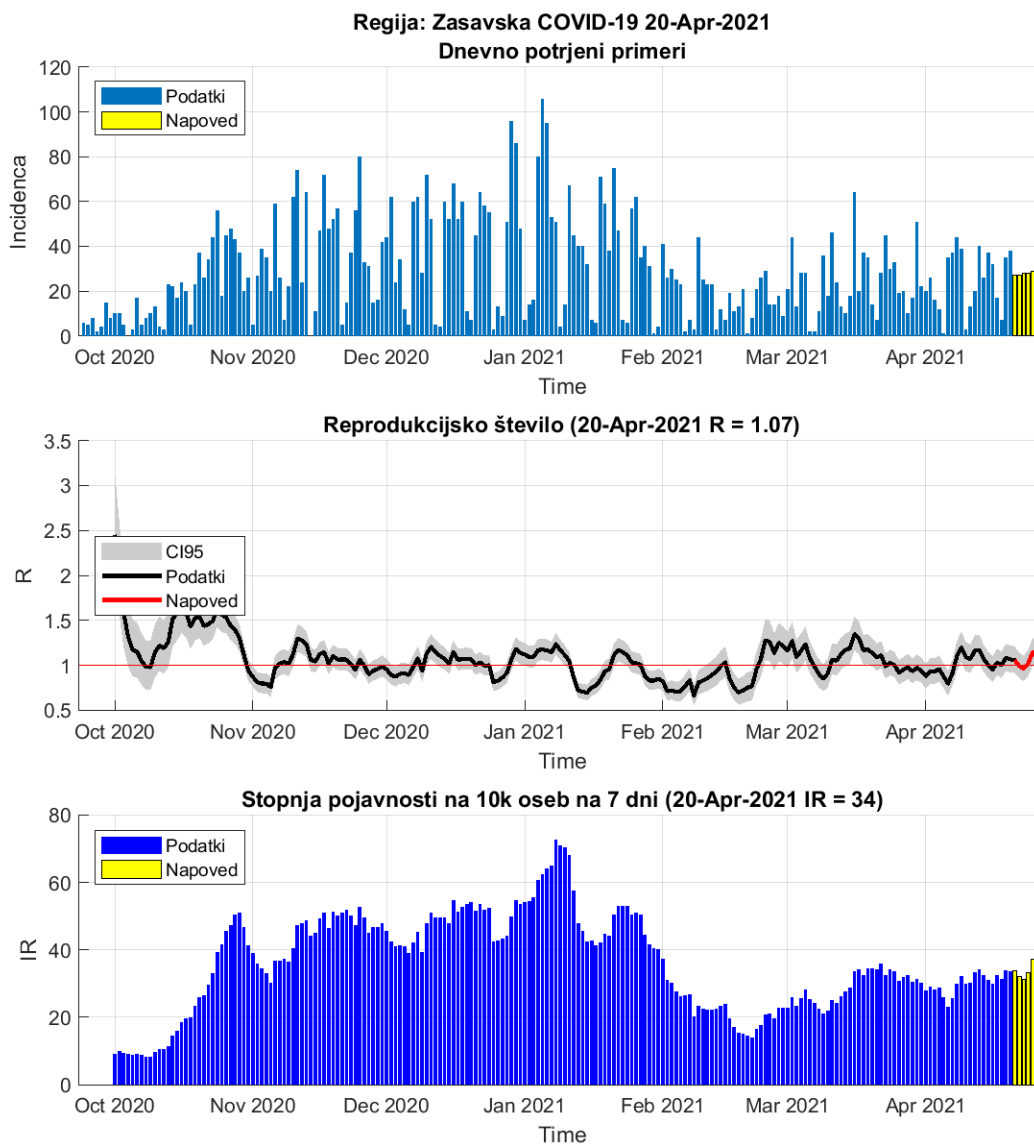 Regija: Zasavska COVID-19 20-Apr-2021
Dnevno potrjeni primeri
120
100
80
60
40
20
0
Incidenca
Podatki
Napoved
Oct 2020
Nov 2020
Dec 2020
Jan 2021
Feb 2021
Mar 2021
Apr 2021
Time
Reprodukcijsko število (20-Apr-2021 R = 1.07)
3.5
3
2.5
2
1.5
1
0.5
R
CI95
Podatki
Napoved
Oct 2020
Nov 2020
Dec 2020
Jan 2021
Feb 2021
Mar 2021
Apr 2021
Time
Stopnja pojavnosti na 10k oseb na 7 dni (20-Apr-2021 IR = 34)
80
60
40
20
0
IR
Podatki
Napoved
Oct 2020
Nov 2020
Dec 2020
Jan 2021
Feb 2021
Mar 2021
Apr 2021
Time